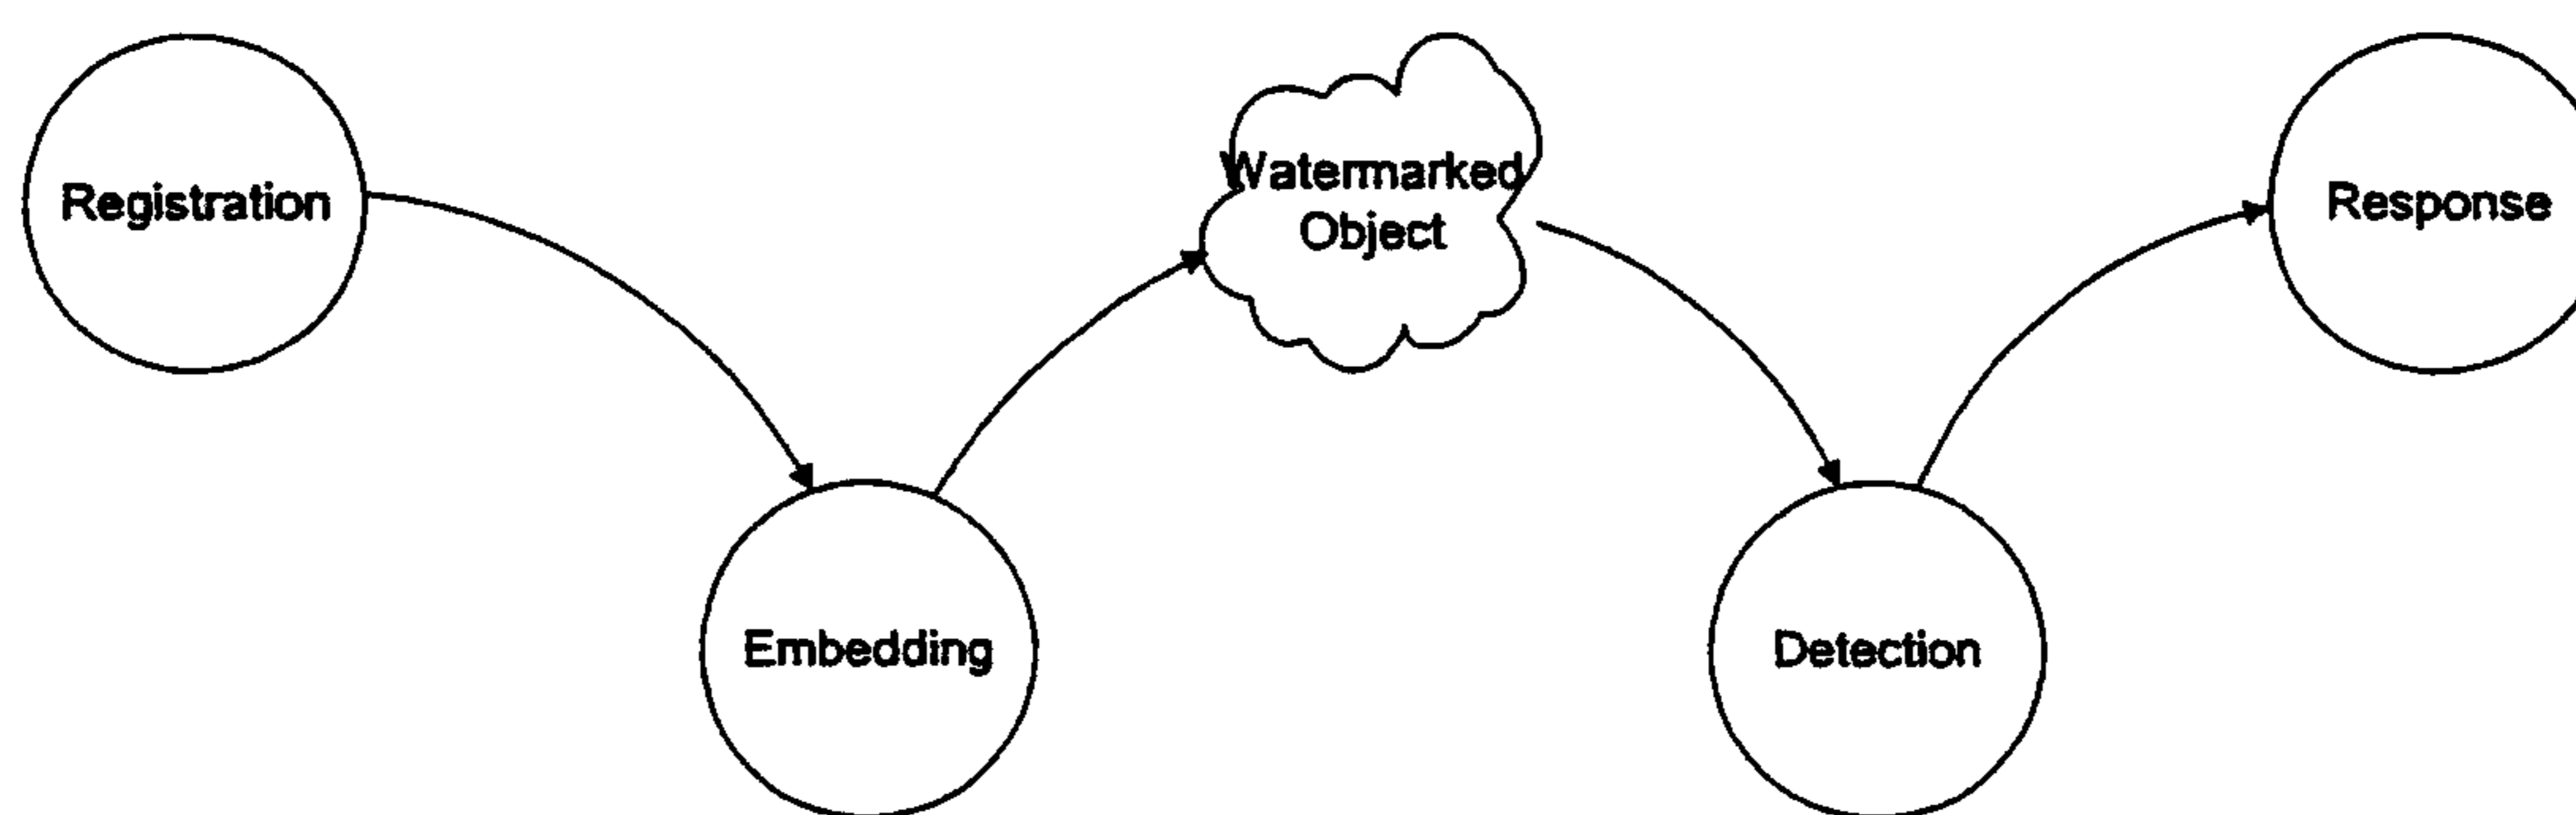 Registration
Embedding
Watermarked
Object
Detection
Response